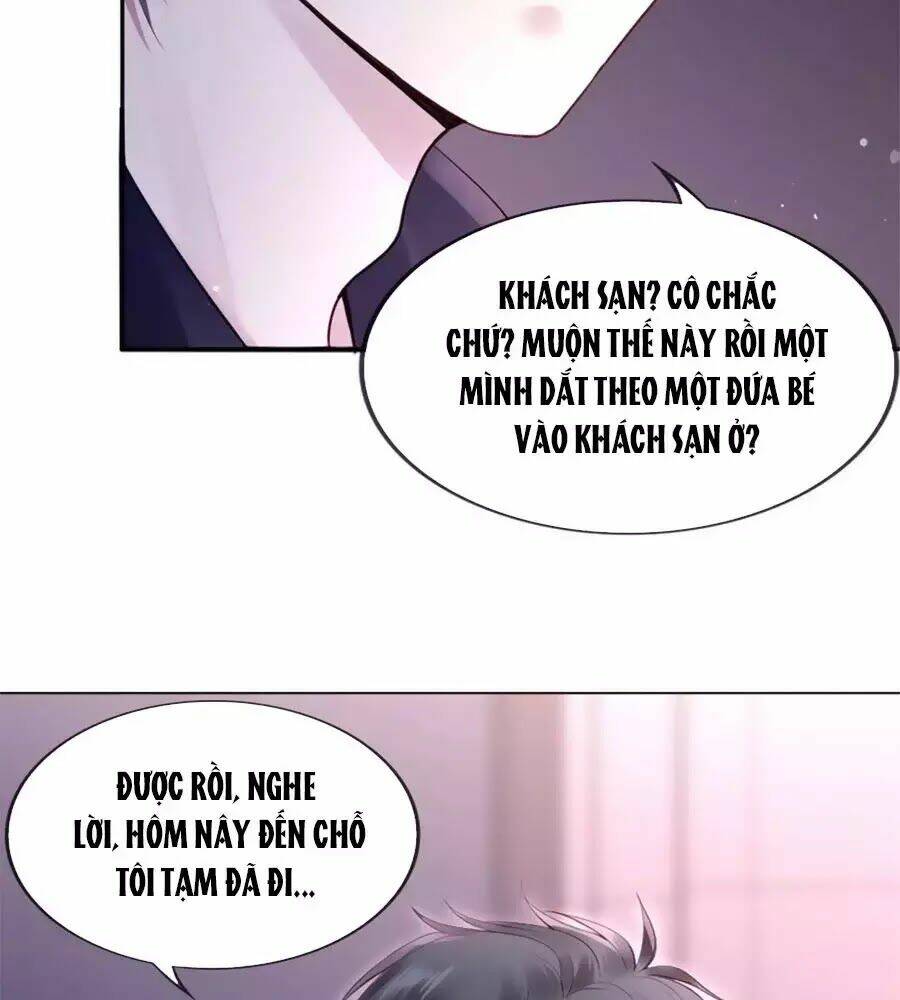 KHÁCH SẠN? CÔ CHẮC
CHỨ? MUỘN THẾ NÀY RỒI MỘT
MÌNH DẮT THEO MỘT ĐỨA BÉ
VÀO KHÁCH SẠN Ở?
ĐƯỢC RỒI, NGHE
LỜI, HÔM NÂY ĐẾN CHỖ
TÔI TẠM ĐÃ ĐI...